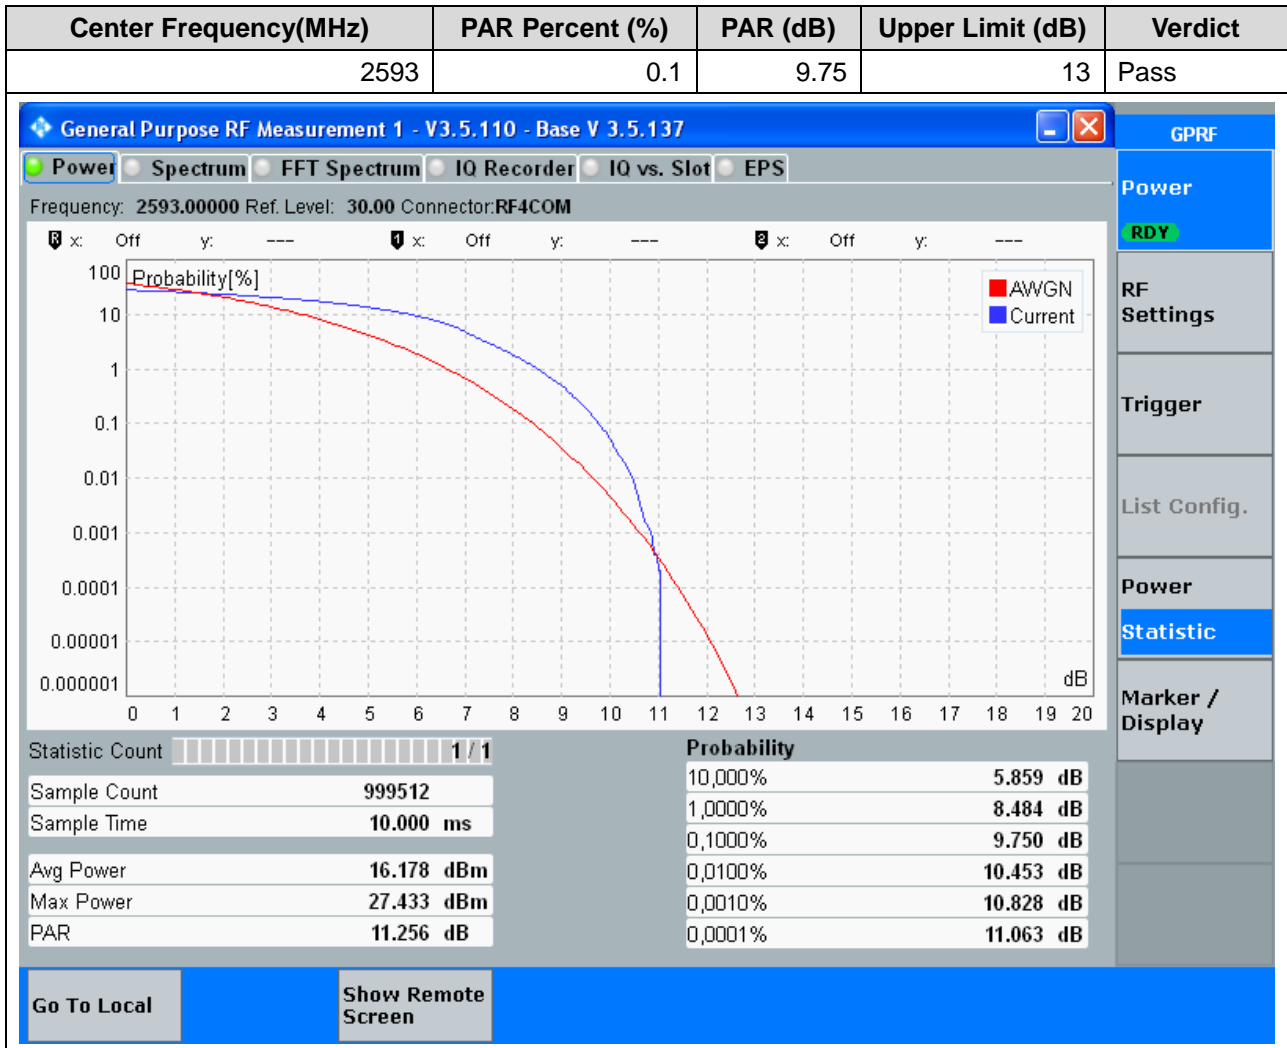 Center Frequency(MHz) PAR Percent (%) PAR (dB) Upper Limit (dB) Verdict
2593 0.1 9.75 13 Pass
General Purpose RF Measurement 1 - V3.5.110 - Base V 3.5.137
GPRF
Power Spectrum FFT Spectrum IQ Recorder IQ vs. Slot EPS
Power
RDY
Frequency: 2593.00000 Ref. Level: 30.00 Connector:RF4COM
R x: Off y: --- 1 x: Off y: --- 2 x: Off y: ---
Probability[%]
AWGN
Current
100
10
1
0.1
0.01
0.001
0.0001
0.00001
0.000001
dB
0 1 2 3 4 5 6 7 8 9 10 11 12 13 14 15 16 17 18 19 20
RF
Settings
Trigger
List Config.
Power
Statistic
Marker /
Display
Statistic Count 1 / 1
Sample Count 999512
Sample Time 10.000 ms
Avg Power 16.178 dBm
Max Power 27.433 dBm
PAR 11.256 dB
Probability
10,000% 5.859 dB
1,0000% 8.484 dB
0,1000% 9.750 dB
0,0100% 10.453 dB
0,0010% 10.828 dB
0,0001% 11.063 dB
Go To Local
Show Remote
Screen